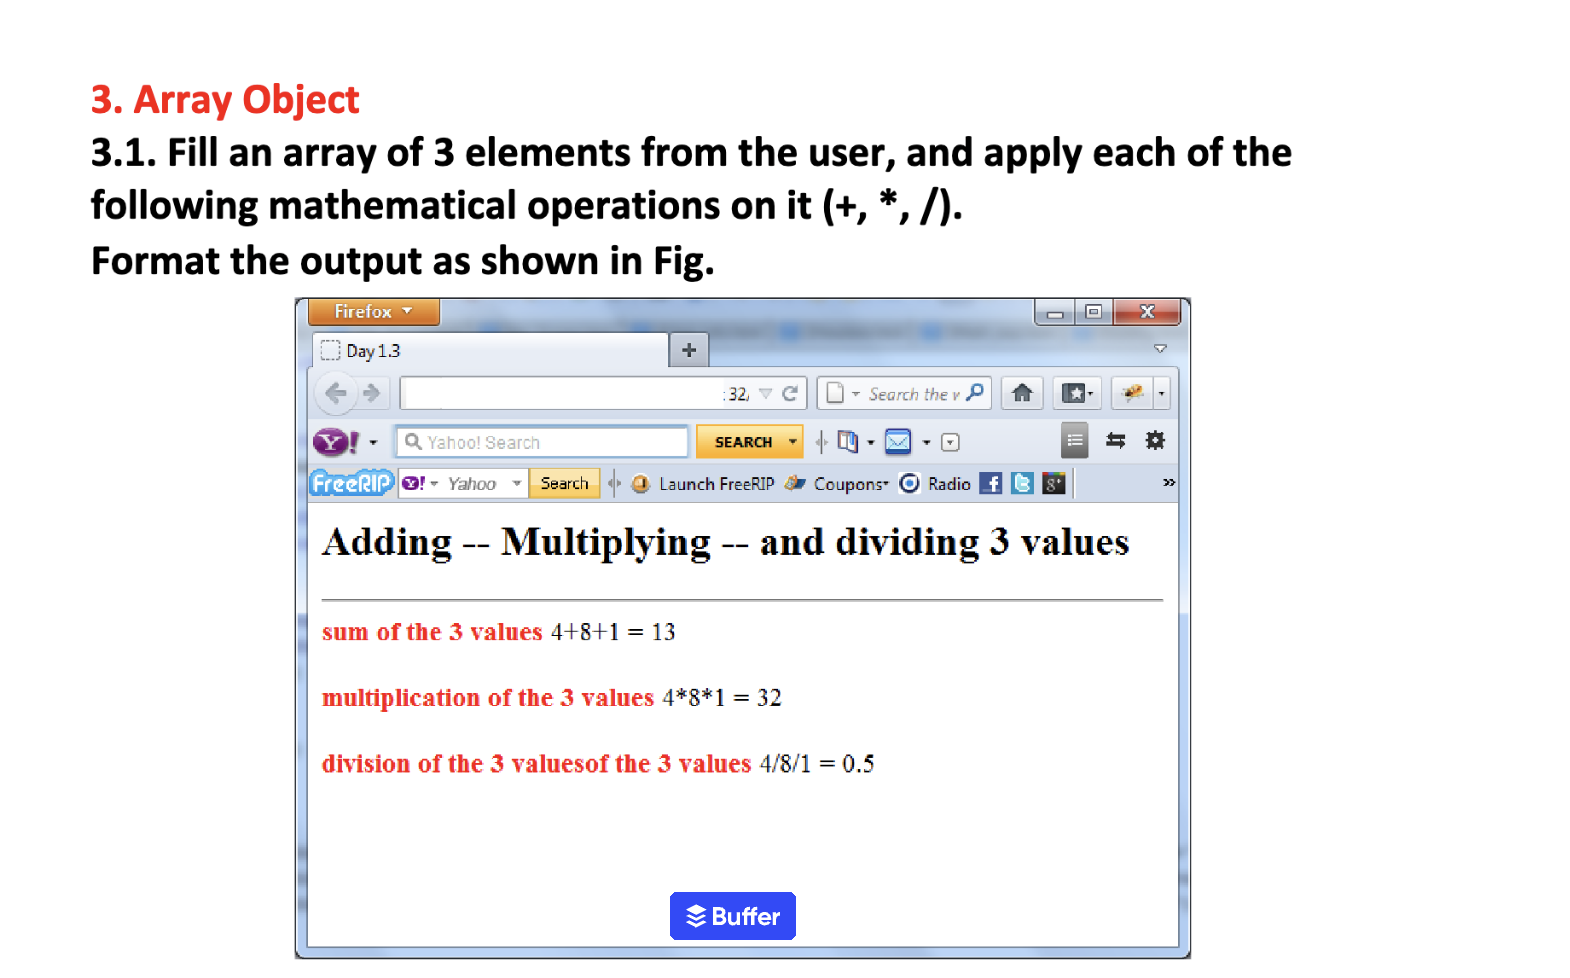 3. Array Object
3.1. Fill an array of 3 elements from the user, and apply each of the
following mathematical operations on it (+, *, /).
Format the output as shown in Fig.
Firefox
Day 1.3
32/ Search the v
Y! Yahoo! Search SEARCH
FreeRIP Y! Yahoo Search Launch FreeRIP Coupons Radio f g+ »
Adding -- Multiplying -- and dividing 3 values
sum of the 3 values 4+8+1 = 13
multiplication of the 3 values 4*8*1 = 32
division of the 3 valuesof the 3 values 4/8/1 = 0.5
Buffer